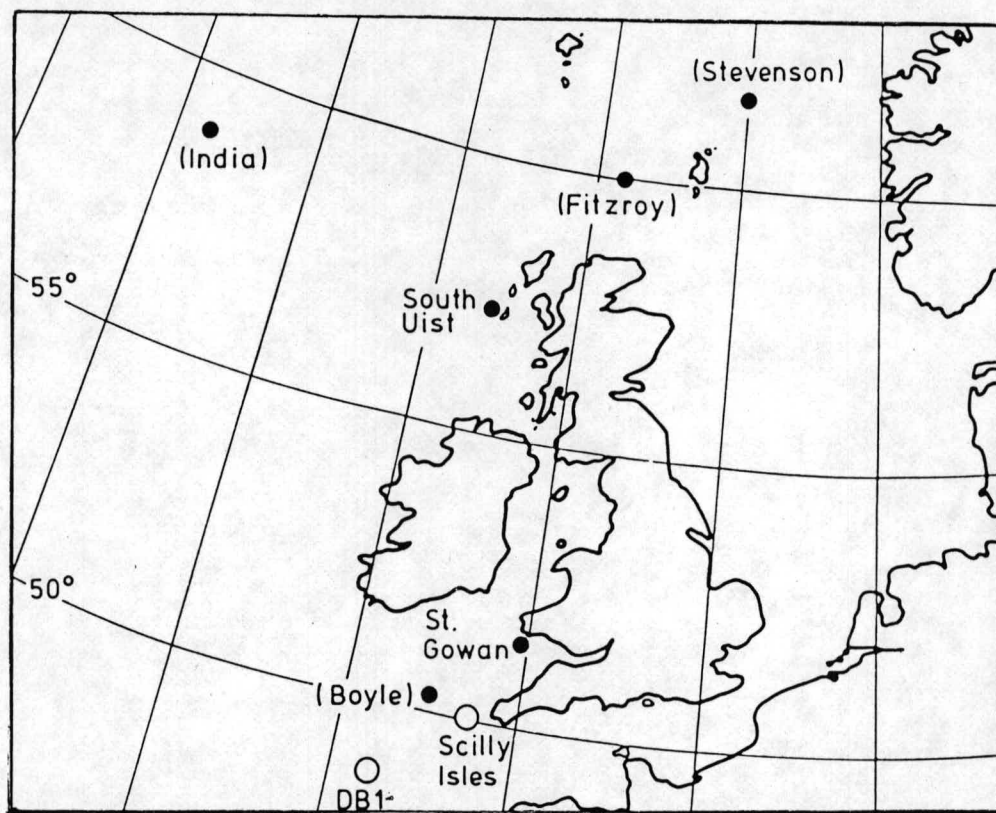 (Stevenson)
(India)
(Fitzroy)
55°
South
Uist
50°
St.
Gowan
(Boyle)
Scilly
Isles
DB1